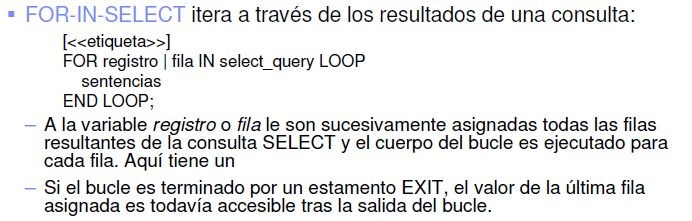 ▪ FOR-IN-SELECT itera a través de los resultados de una consulta:
[<<etiqueta>>]
FOR registro | fila IN select_query LOOP
sentencias
END LOOP;
– A la variable registro o fila le son sucesivamente asignadas todas las filas
resultantes de la consulta SELECT y el cuerpo del bucle es ejecutado para
cada fila. Aquí tiene un
– Si el bucle es terminado por un estamento EXIT, el valor de la última fila
asignada es todavía accesible tras la salida del bucle.